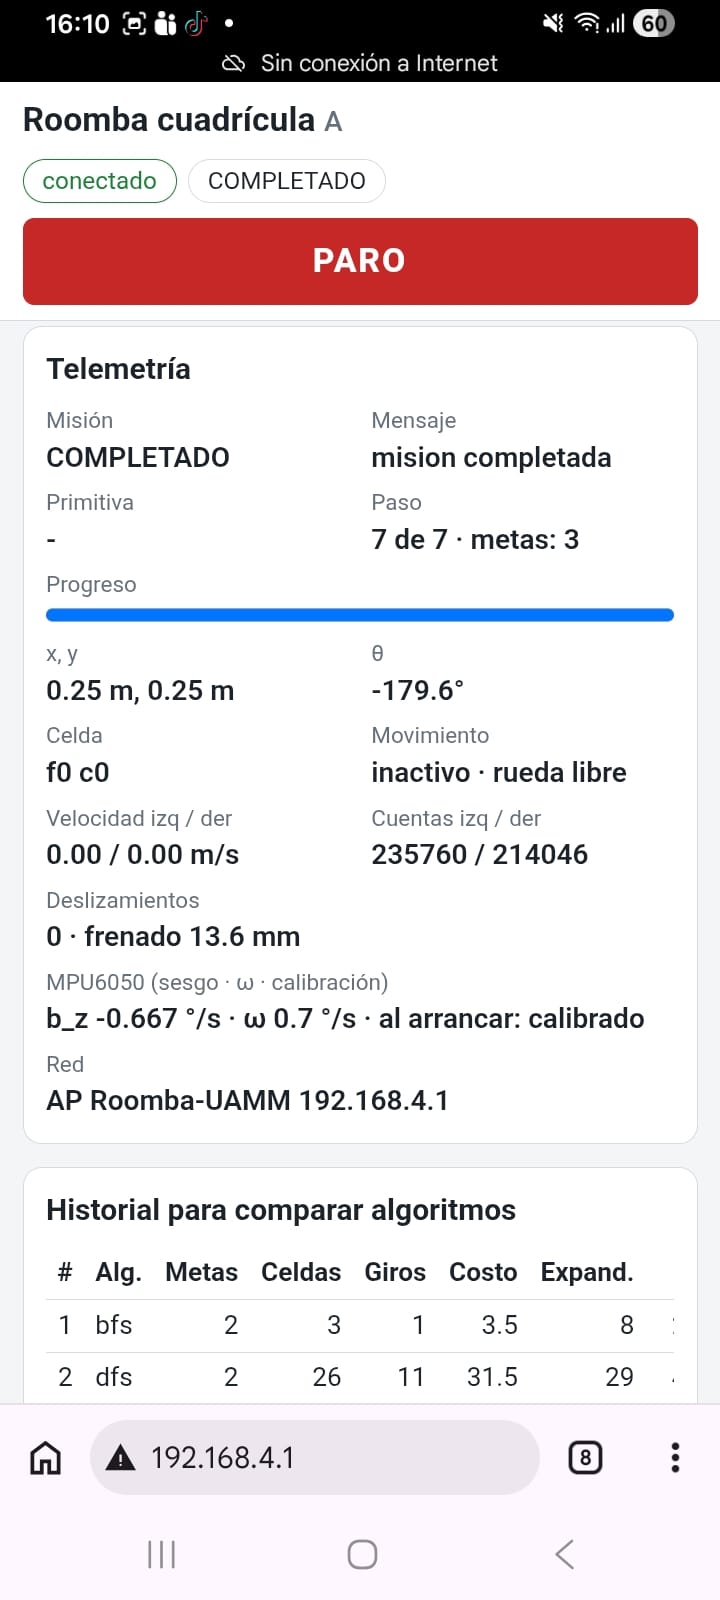 16:10
60
Sin conexión a Internet
Roomba cuadrícula A
conectado COMPLETADO
PARO
Telemetría
Misión Mensaje
COMPLETADO mision completada
Primitiva Paso
- 7 de 7 · metas: 3
Progreso
x, y θ
0.25 m, 0.25 m -179.6°
Celda Movimiento
f0 c0 inactivo · rueda libre
Velocidad izq / der Cuentas izq / der
0.00 / 0.00 m/s 235760 / 214046
Deslizamientos
0 · frenado 13.6 mm
MPU6050 (sesgo · ω · calibración)
b_z -0.667 °/s · ω 0.7 °/s · al arrancar: calibrado
Red
AP Roomba-UAMM 192.168.4.1
Historial para comparar algoritmos
# Alg. Metas Celdas Giros Costo Expand.
1 bfs 2 3 1 3.5 8
2 dfs 2 26 11 31.5 29
192.168.4.1
8